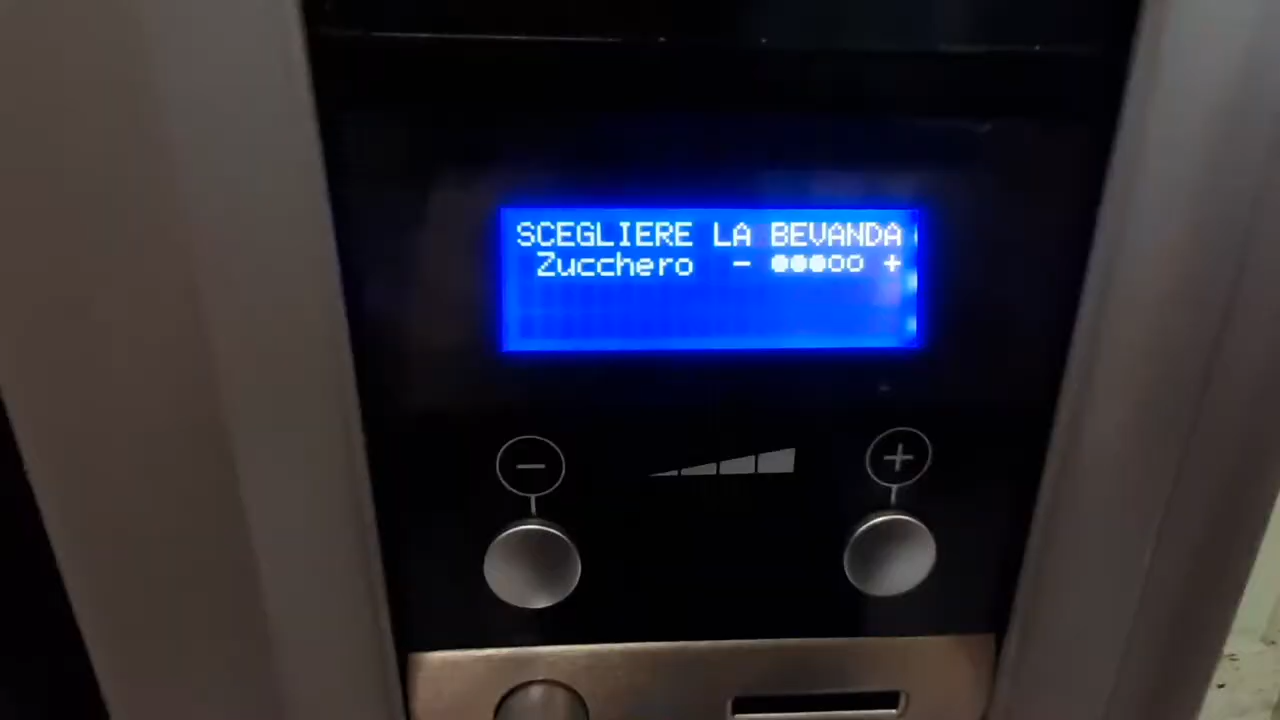 SCEGLIERE LA BEVANDA
Zucchero - ●●●○○ +
- +